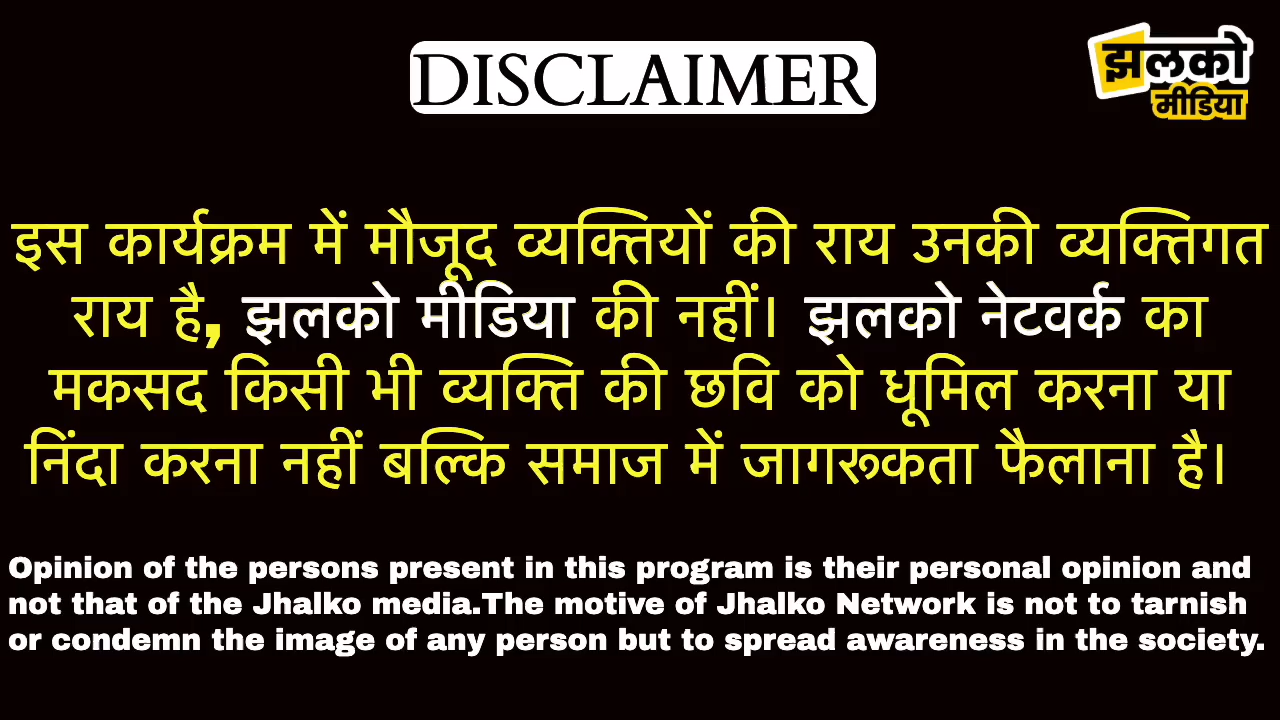 DISCLAIMER
झलको
मीडिया
इस कार्यक्रम में मौजूद व्यक्तियों की राय उनकी व्यक्तिगत
राय है, झलको मीडिया की नहीं। झलको नेटवर्क का
मकसद किसी भी व्यक्ति की छवि को धूमिल करना या
निंदा करना नहीं बल्कि समाज में जागरूकता फैलाना है।
Opinion of the persons present in this program is their personal opinion and
not that of the Jhalko media.The motive of Jhalko Network is not to tarnish
or condemn the image of any person but to spread awareness in the society.